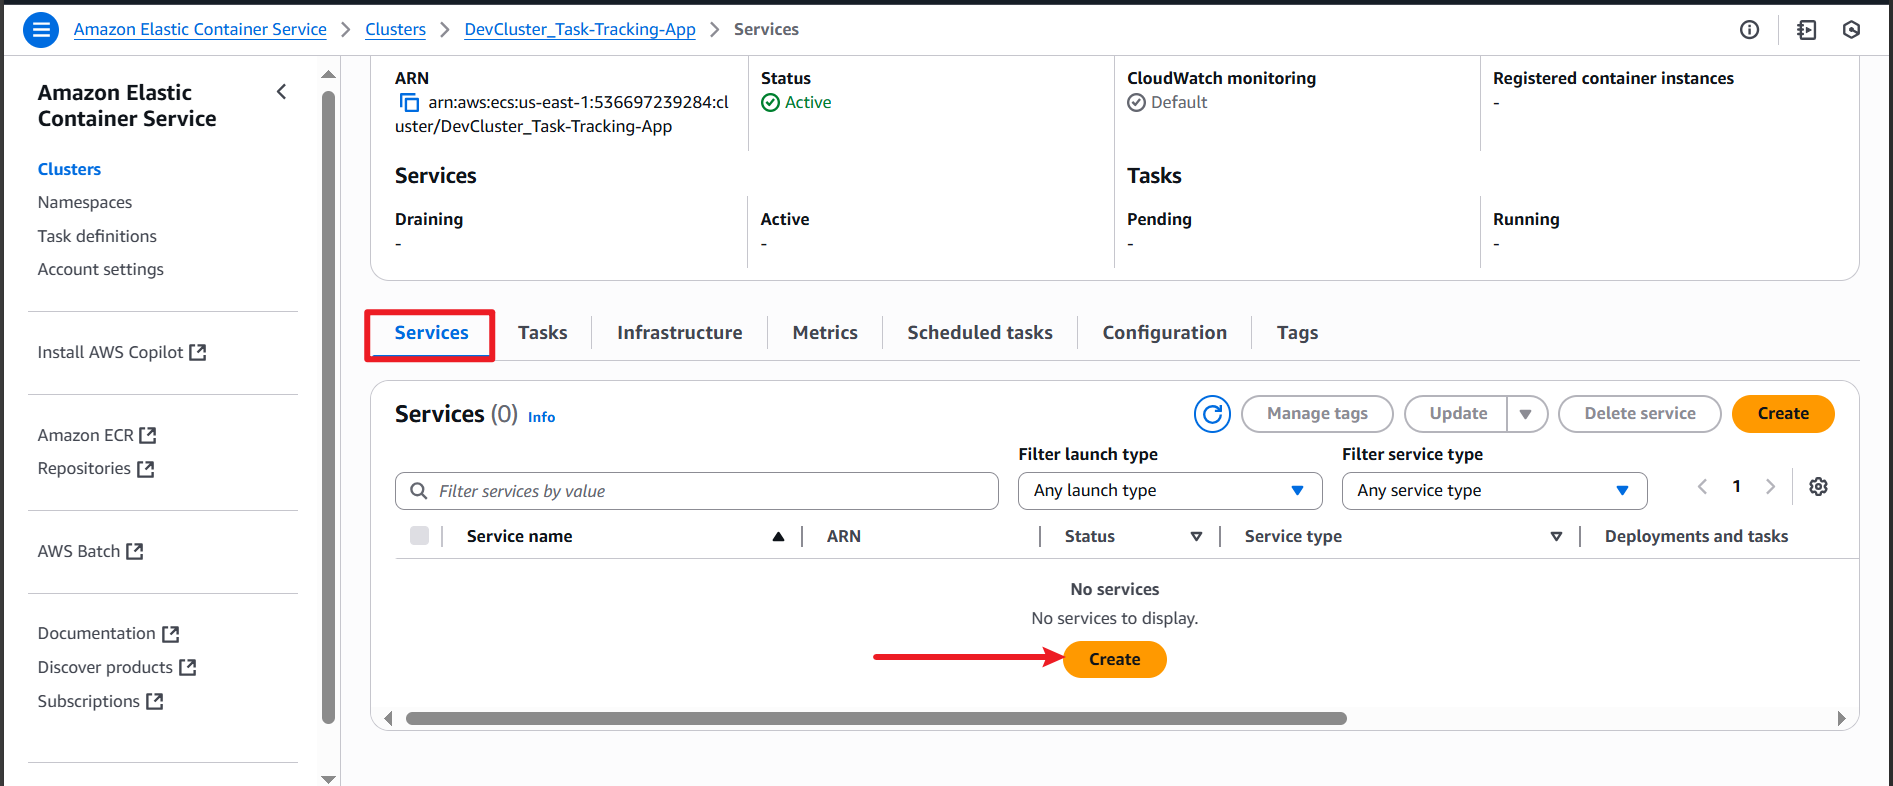 Amazon Elastic Container Service > Clusters > DevCluster_Task-Tracking-App > Services
Amazon Elastic
Container Service
Clusters
Namespaces
Task definitions
Account settings
Install AWS Copilot
Amazon ECR
Repositories
AWS Batch
Documentation
Discover products
Subscriptions
ARN
arn:aws:ecs:us-east-1:536697239284:cl
uster/DevCluster_Task-Tracking-App
Status
Active
CloudWatch monitoring
Default
Registered container instances
-
Services
Draining
-
Active
-
Tasks
Pending
-
Running
-
Services Tasks Infrastructure Metrics Scheduled tasks Configuration Tags
Services (0) Info
Manage tags Update Delete service Create
Filter services by value
Filter launch type
Any launch type
Filter service type
Any service type
1
Service name ARN Status Service type Deployments and tasks
No services
No services to display.
Create